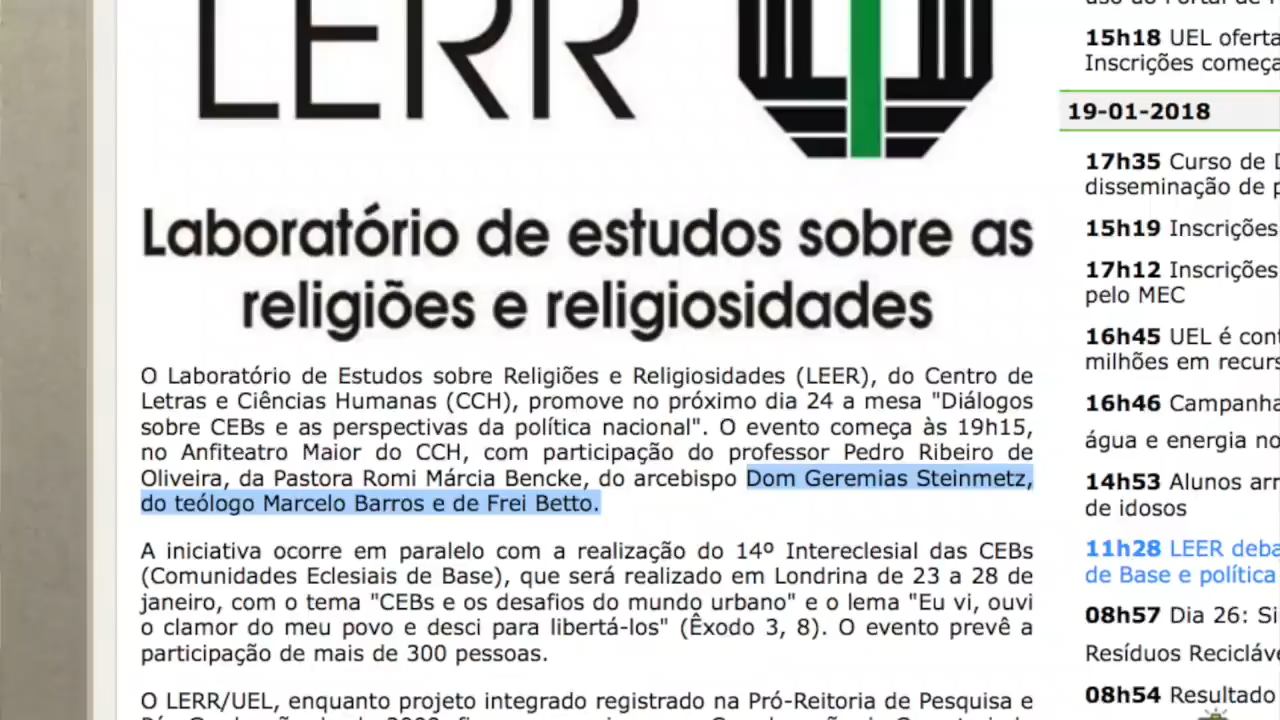 LERR
Laboratório de estudos sobre as
religiões e religiosidades
O Laboratório de Estudos sobre Religiões e Religiosidades (LEER), do Centro de
Letras e Ciências Humanas (CCH), promove no próximo dia 24 a mesa "Diálogos
sobre CEBs e as perspectivas da política nacional". O evento começa às 19h15,
no Anfiteatro Maior do CCH, com participação do professor Pedro Ribeiro de
Oliveira, da Pastora Romi Márcia Bencke, do arcebispo Dom Geremias Steinmetz,
do teólogo Marcelo Barros e de Frei Betto.
A iniciativa ocorre em paralelo com a realização do 14º Intereclesial das CEBs
(Comunidades Eclesiais de Base), que será realizado em Londrina de 23 a 28 de
janeiro, com o tema "CEBs e os desafios do mundo urbano" e o lema "Eu vi, ouvi
o clamor do meu povo e desci para libertá-los" (Êxodo 3, 8). O evento prevê a
participação de mais de 300 pessoas.
O LERR/UEL, enquanto projeto integrado registrado na Pró-Reitoria de Pesquisa e
15h18 UEL oferta
Inscrições começa
19-01-2018
17h35 Curso de
disseminação de
15h19 Inscrições
17h12 Inscrições
pelo MEC
16h45 UEL é
milhões em
16h46 Campanha
água e energia
14h53 Alunos
de idosos
11h28 LEER
de Base e política
08h57 Dia 26:
Resíduos
08h54 Resultado